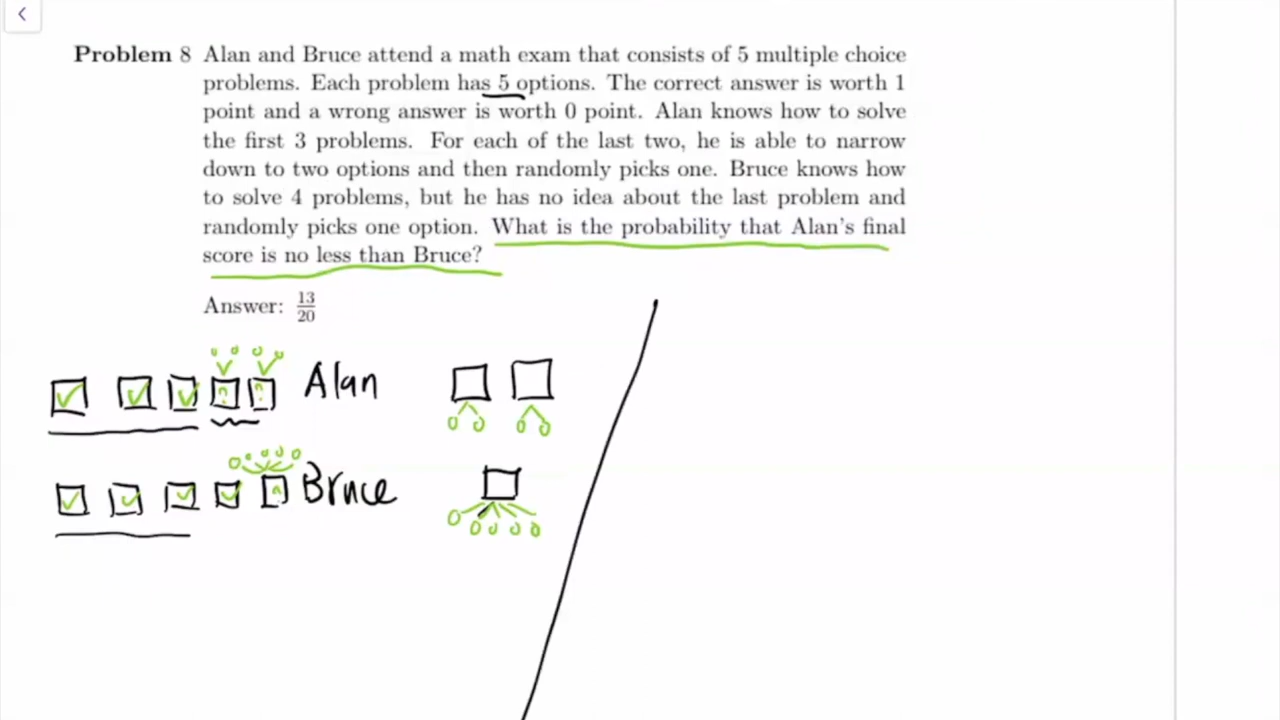 Problem 8 Alan and Bruce attend a math exam that consists of 5 multiple choice
problems. Each problem has 5 options. The correct answer is worth 1
point and a wrong answer is worth 0 point. Alan knows how to solve
the first 3 problems. For each of the last two, he is able to narrow
down to two options and then randomly picks one. Bruce knows how
to solve 4 problems, but he has no idea about the last problem and
randomly picks one option. What is the probability that Alan's final
score is no less than Bruce?
Answer: 13/20
Alan
Bruce